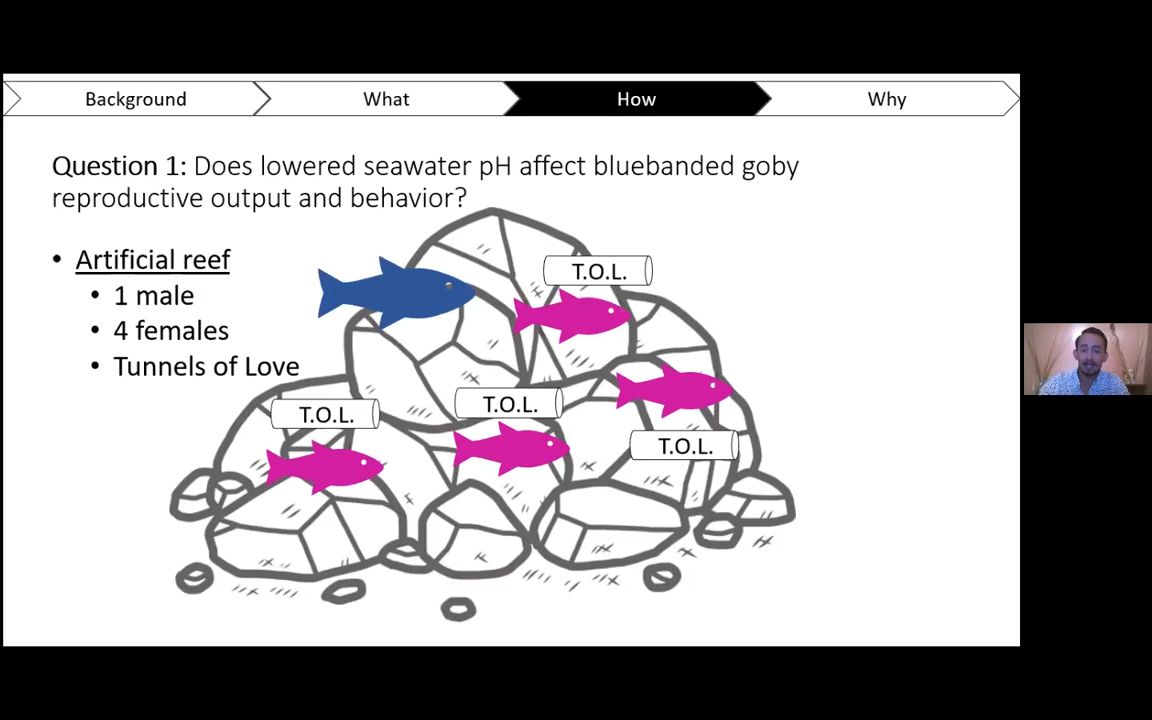 Background
What
How
Why
Question 1: Does lowered seawater pH affect bluebanded goby
reproductive output and behavior?
• Artificial reef
• 1 male
• 4 females
• Tunnels of Love
T.O.L.
T.O.L.
T.O.L.
T.O.L.